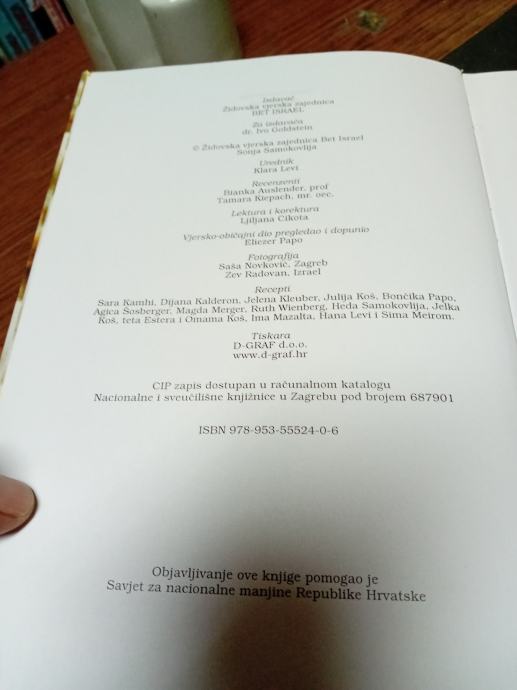 Izdavač
Židovska vjerska zajednica
BET ISRAEL
Za izdavača
dr. Ivo Goldstein
© Židovska vjerska zajednica Bet Israel
Sonja Samokovlija
Urednik
Klara Levi
Recenzenti
Bianka Auslender, prof
Tamara Klepach, mr. oec.
Lektura i korektura
Ljiljana Cikota
Vjersko-običajni dio pregledao i dopunio
Eliezer Papo
Fotografija
Saša Novković, Zagreb
Zev Radovan, Izrael
Recepti
Sara Kamhi, Dijana Kalderon, Jelena Kleuber, Julija Koš, Bončika Papo,
Agica Šosberger, Magda Merger, Ruth Wienberg, Heda Samokovlija, Jelka
Koš, teta Estera i Omama Koš, Ima Mazalta, Hana Levi i Sima Meirom.
Tiskara
D-GRAF d.o.o.
www.d-graf.hr
CIP zapis dostupan u računalnom katalogu
Nacionalne i sveučilišne knjižnice u Zagrebu pod brojem 687901
ISBN 978-953-55524-0-6
Objavljivanje ove knjige pomogao je
Savjet za nacionalne manjine Republike Hrvatske